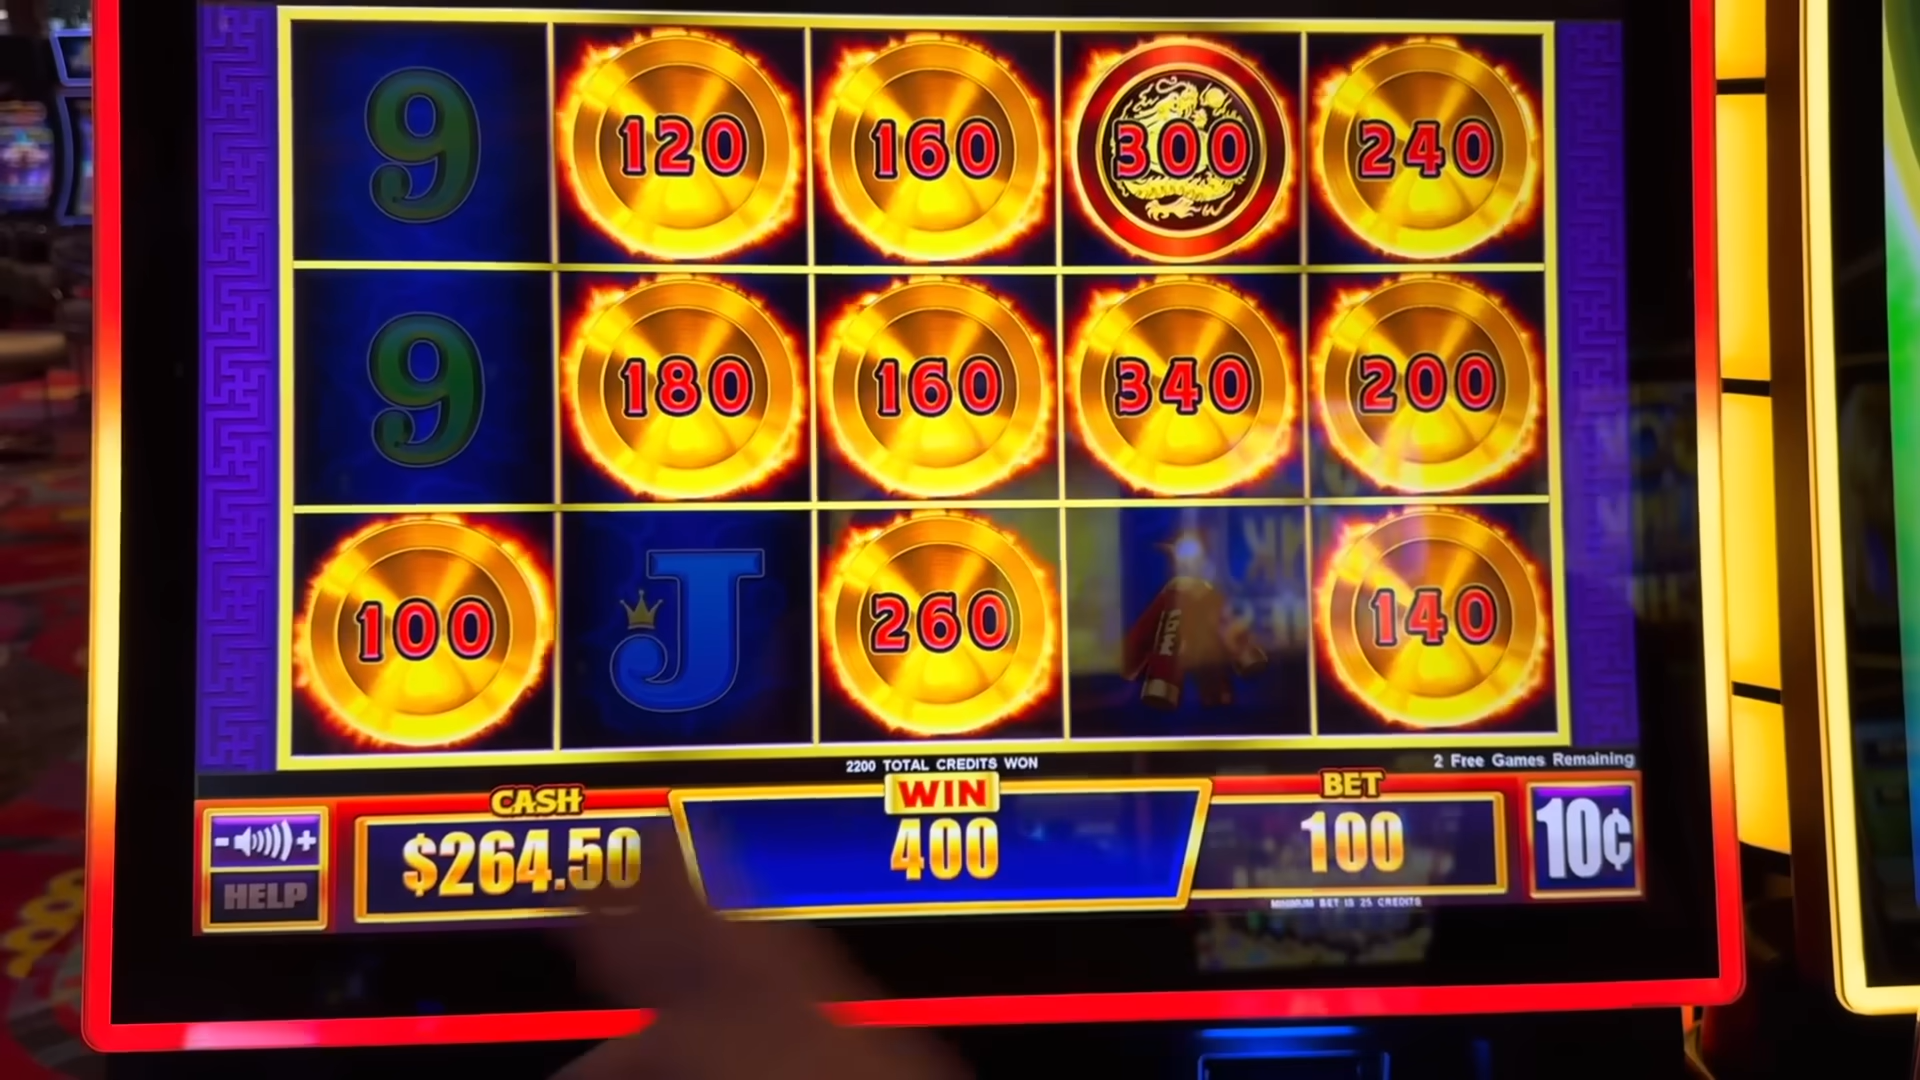 9 120 160 300 240
9 180 160 340 200
100 J 260 140
2200 TOTAL CREDITS WON
2 Free Games Remaining
CASH
WIN
BET
- +
$264.50
400
100
10¢
HELP
MINIMUM BET IS 25 CREDITS